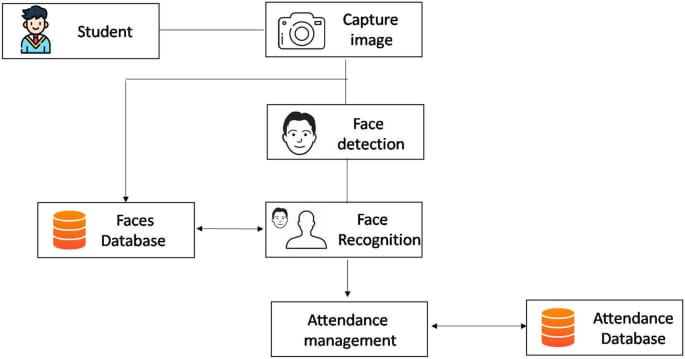 Student
Capture
image
Face
detection
Faces
Database
Face
Recognition
Attendance
management
Attendance
Database